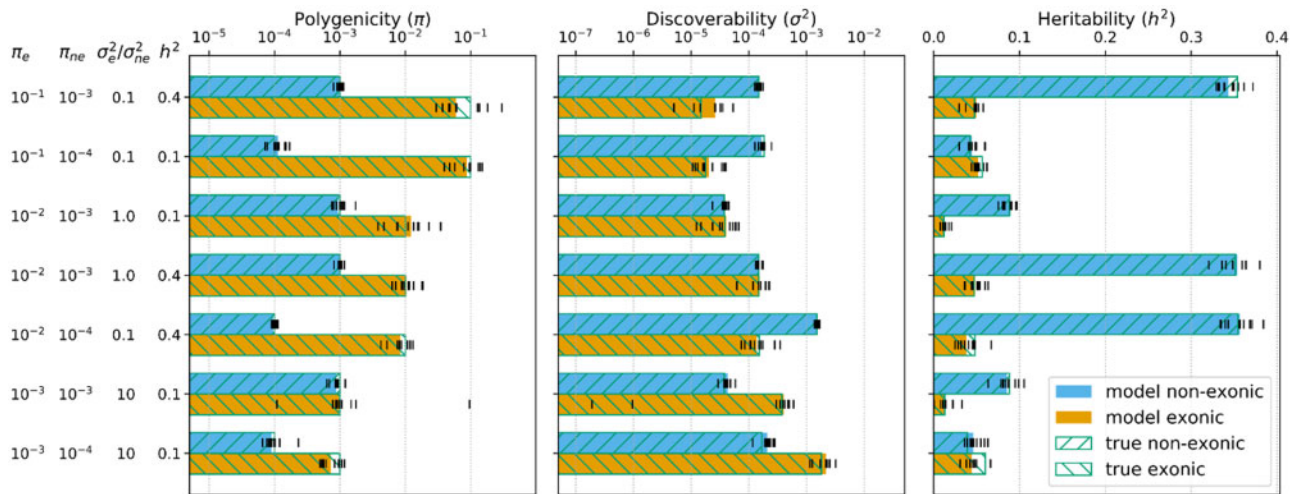 Polygenicity (π) Discoverability (σ²) Heritability (h²)
10⁻⁵ 10⁻⁴ 10⁻³ 10⁻² 10⁻¹ 10⁻⁷ 10⁻⁶ 10⁻⁵ 10⁻⁴ 10⁻³ 10⁻² 0.0 0.1 0.2 0.3 0.4
πₑ πₙₑ σ²ₑ/σ²ₙₑ h²
10⁻¹ 10⁻³ 0.1 0.4
10⁻¹ 10⁻⁴ 0.1 0.1
10⁻² 10⁻³ 1.0 0.1
10⁻² 10⁻³ 1.0 0.4
10⁻² 10⁻⁴ 0.1 0.4
10⁻³ 10⁻³ 10 0.1
10⁻³ 10⁻⁴ 10 0.1
model non-exonic
model exonic
true non-exonic
true exonic